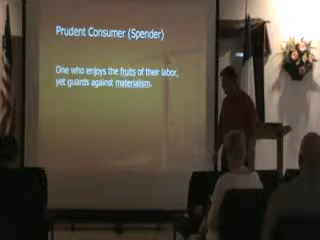 Prudent Consumer (Spender)
One who enjoys the fruits of their labor,
yet guards against materialism.